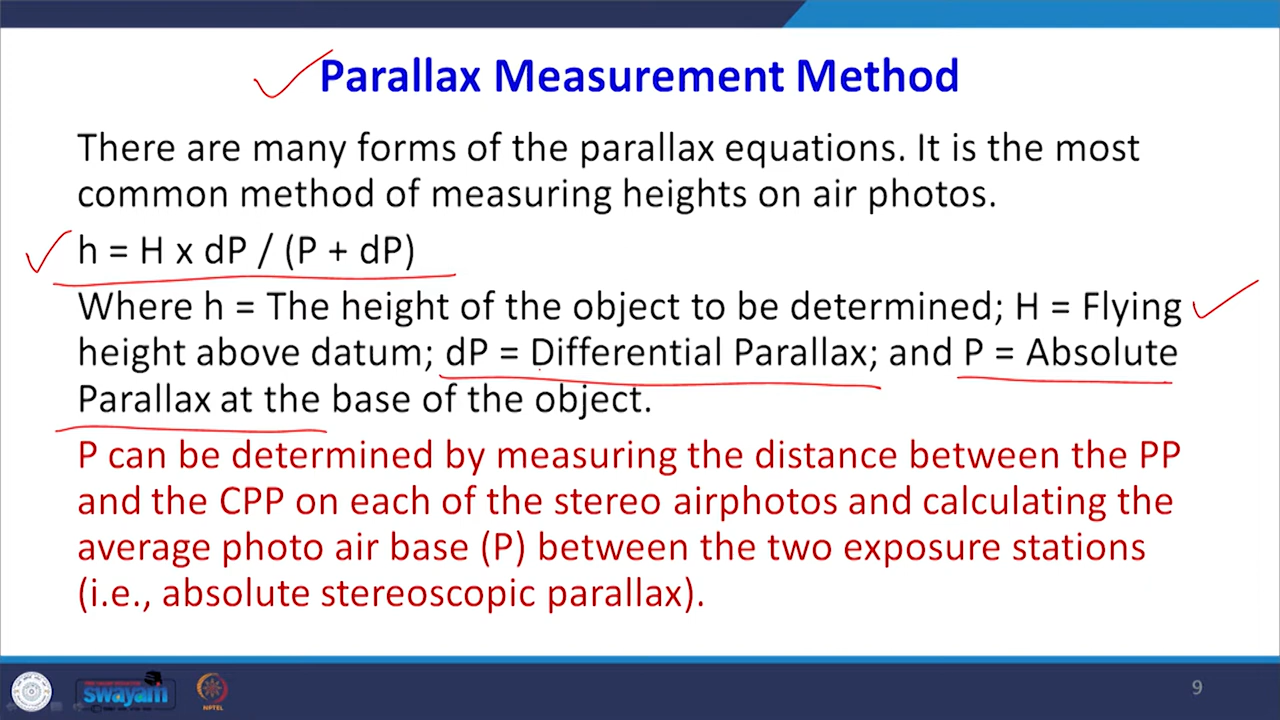 Parallax Measurement Method
There are many forms of the parallax equations. It is the most
common method of measuring heights on air photos.
h = H x dP / (P + dP)
Where h = The height of the object to be determined; H = Flying
height above datum; dP = Differential Parallax; and P = Absolute
Parallax at the base of the object.
P can be determined by measuring the distance between the PP
and the CPP on each of the stereo airphotos and calculating the
average photo air base (P) between the two exposure stations
(i.e., absolute stereoscopic parallax).
swayam
NPTEL
9